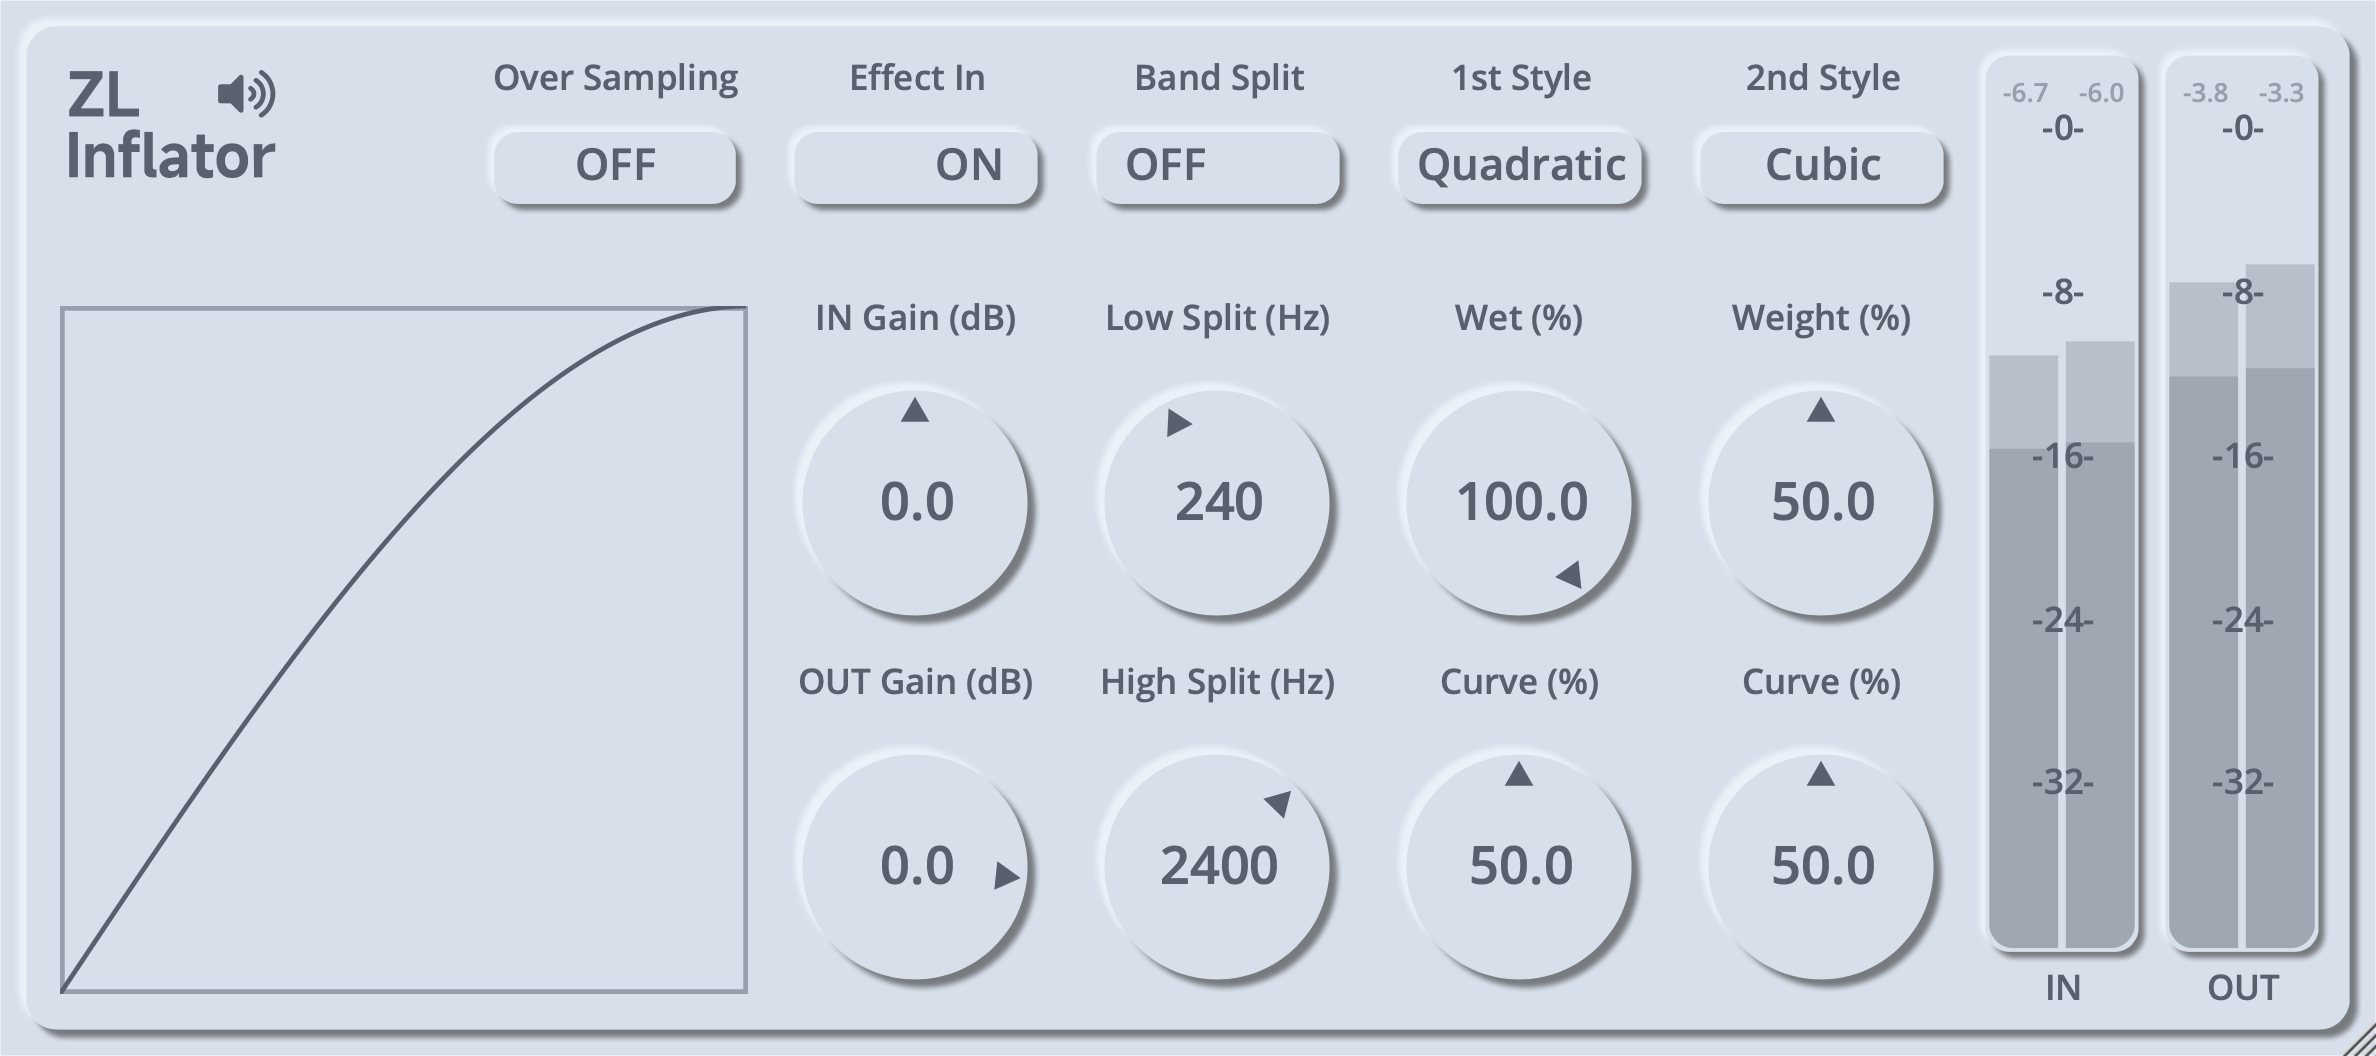 ZL
Inflator
Over Sampling
OFF
Effect In
ON
Band Split
OFF
1st Style
Quadratic
2nd Style
Cubic
IN Gain (dB)
0.0
Low Split (Hz)
240
Wet (%)
100.0
Weight (%)
50.0
OUT Gain (dB)
0.0
High Split (Hz)
2400
Curve (%)
50.0
Curve (%)
50.0
-6.7 -6.0
-0-
-8-
-16-
-24-
-32-
IN
-3.8 -3.3
-0-
-8-
-16-
-24-
-32-
OUT